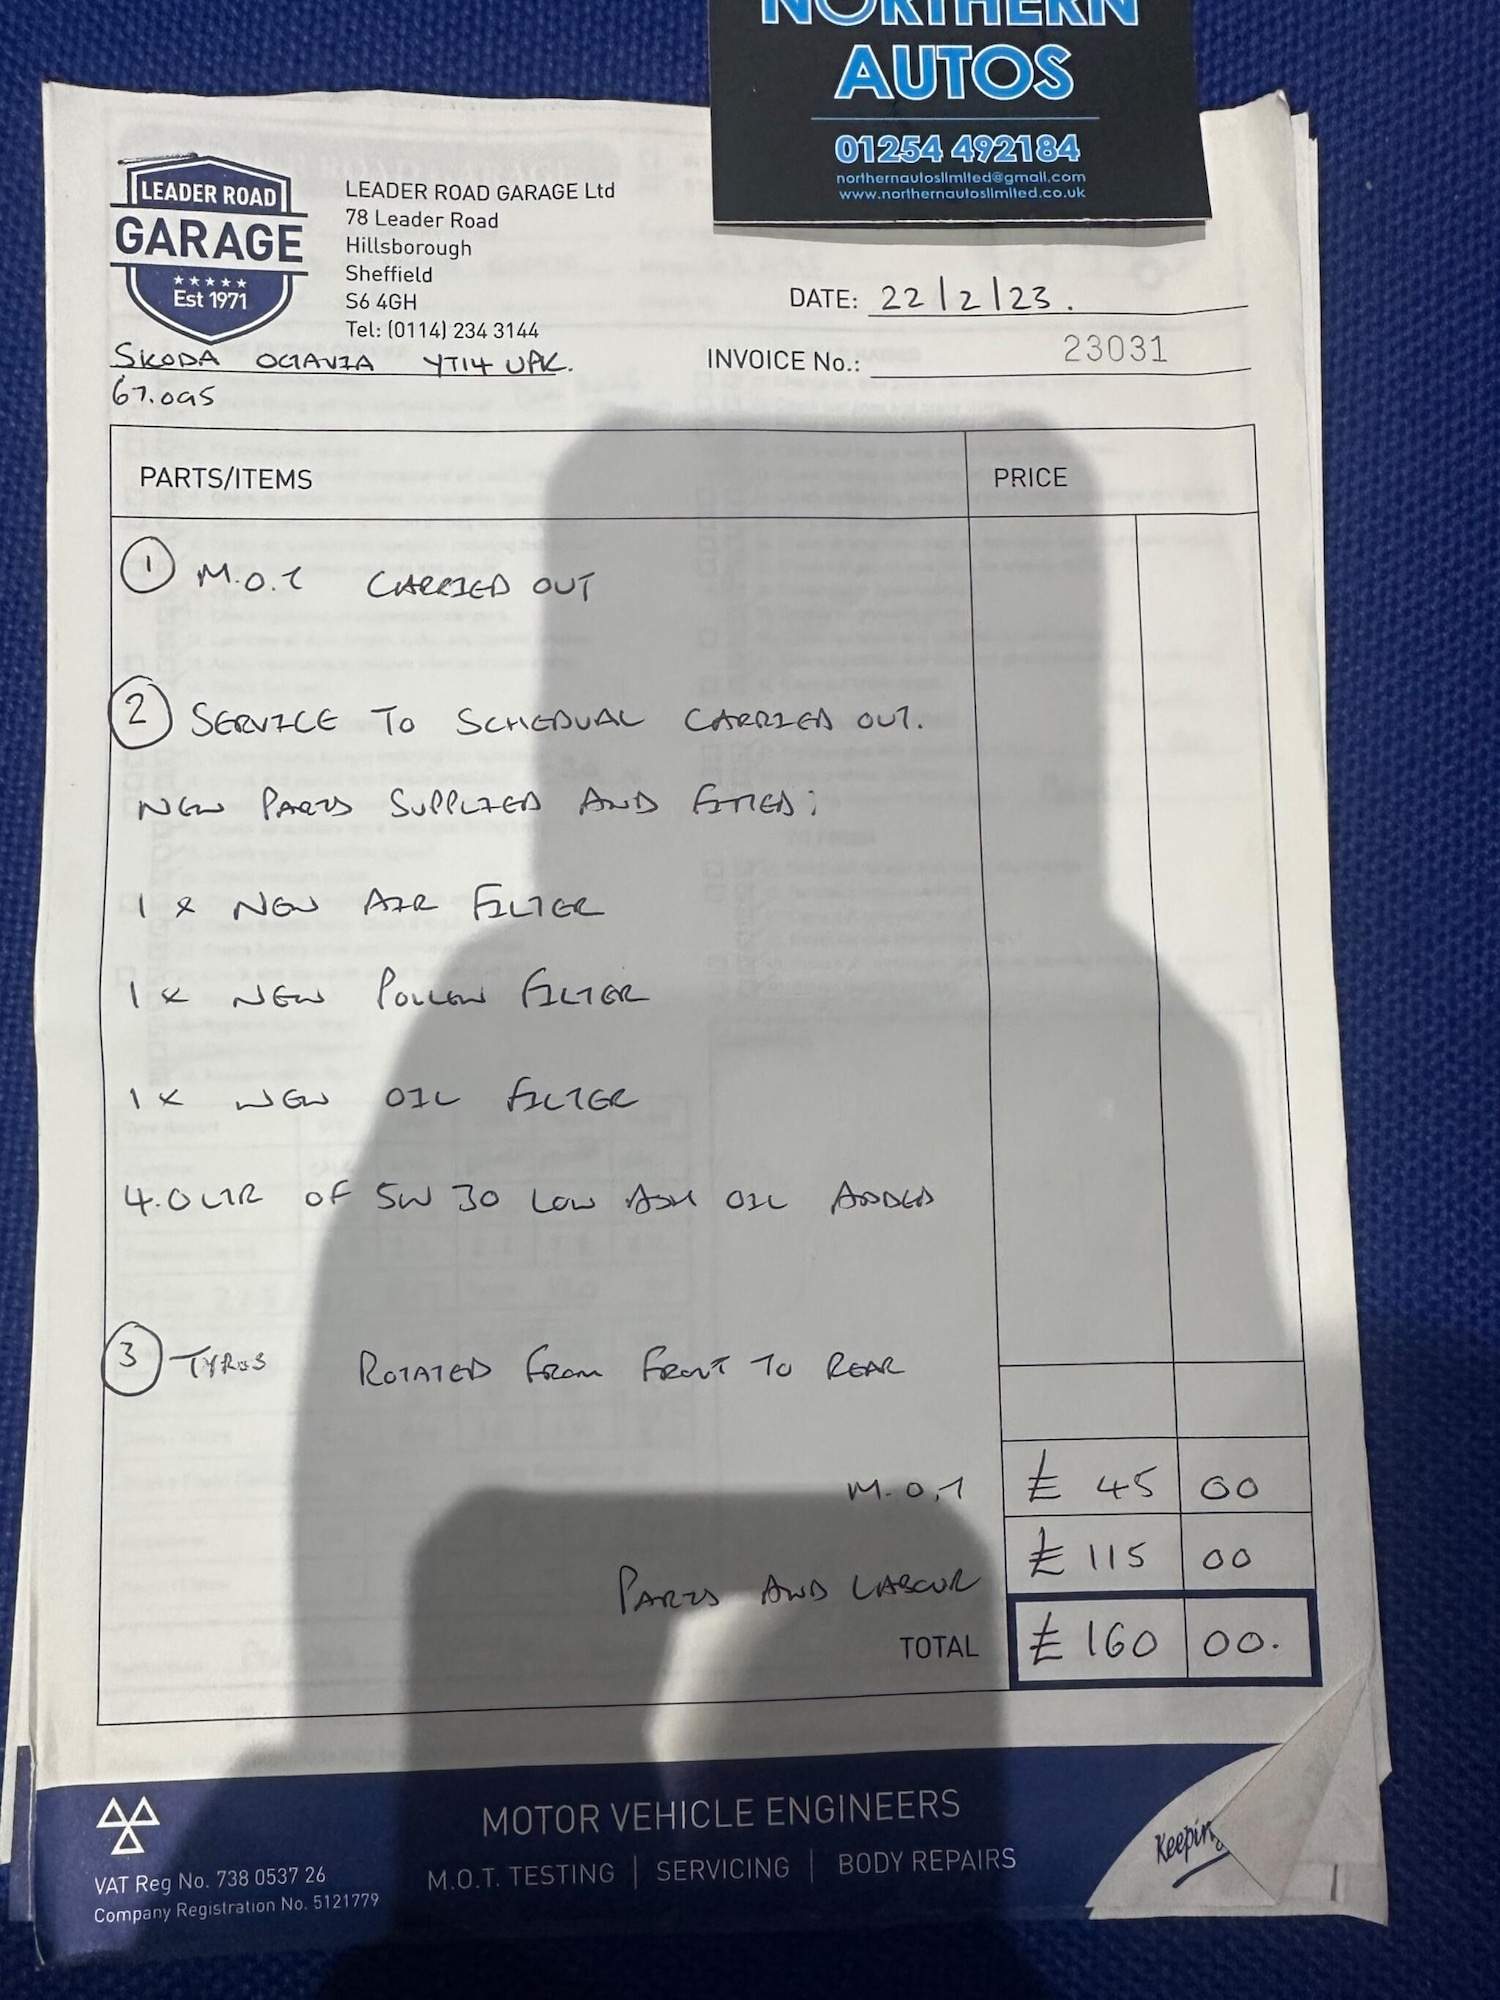 NORTHERN
AUTOS
01254 492184
northernautoslimited@gmail.com
www.northernautoslimited.co.uk
LEADER ROAD
GARAGE
Est 1971
LEADER ROAD GARAGE Ltd
78 Leader Road
Hillsborough
Sheffield
S6 4GH
Tel: (0114) 234 3144
DATE: 22/2/23.
SKODA OCTAVIA YT14 UPK.
INVOICE No.: 23031
67.095
PARTS/ITEMS PRICE
1 M.O.T CARRIED OUT
2 SERVICE TO SCHEDUAL CARRIED OUT.
NEW PARTS SUPPLIED AND FITTED;
1 x NEW AIR FILTER
1 x NEW POLLEN FILTER
1 x NEW OIL FILTER
4.0 LTR OF 5W 30 LOW ASH OIL ADDED
3 TYRES ROTATED FROM FRONT TO REAR
M.O.T £ 45 00
PARTS AND LABOUR £ 115 00
TOTAL £ 160 00.
MOTOR VEHICLE ENGINEERS
M.O.T. TESTING | SERVICING | BODY REPAIRS
VAT Reg No. 738 0537 26
Company Registration No. 5121779
Keeping